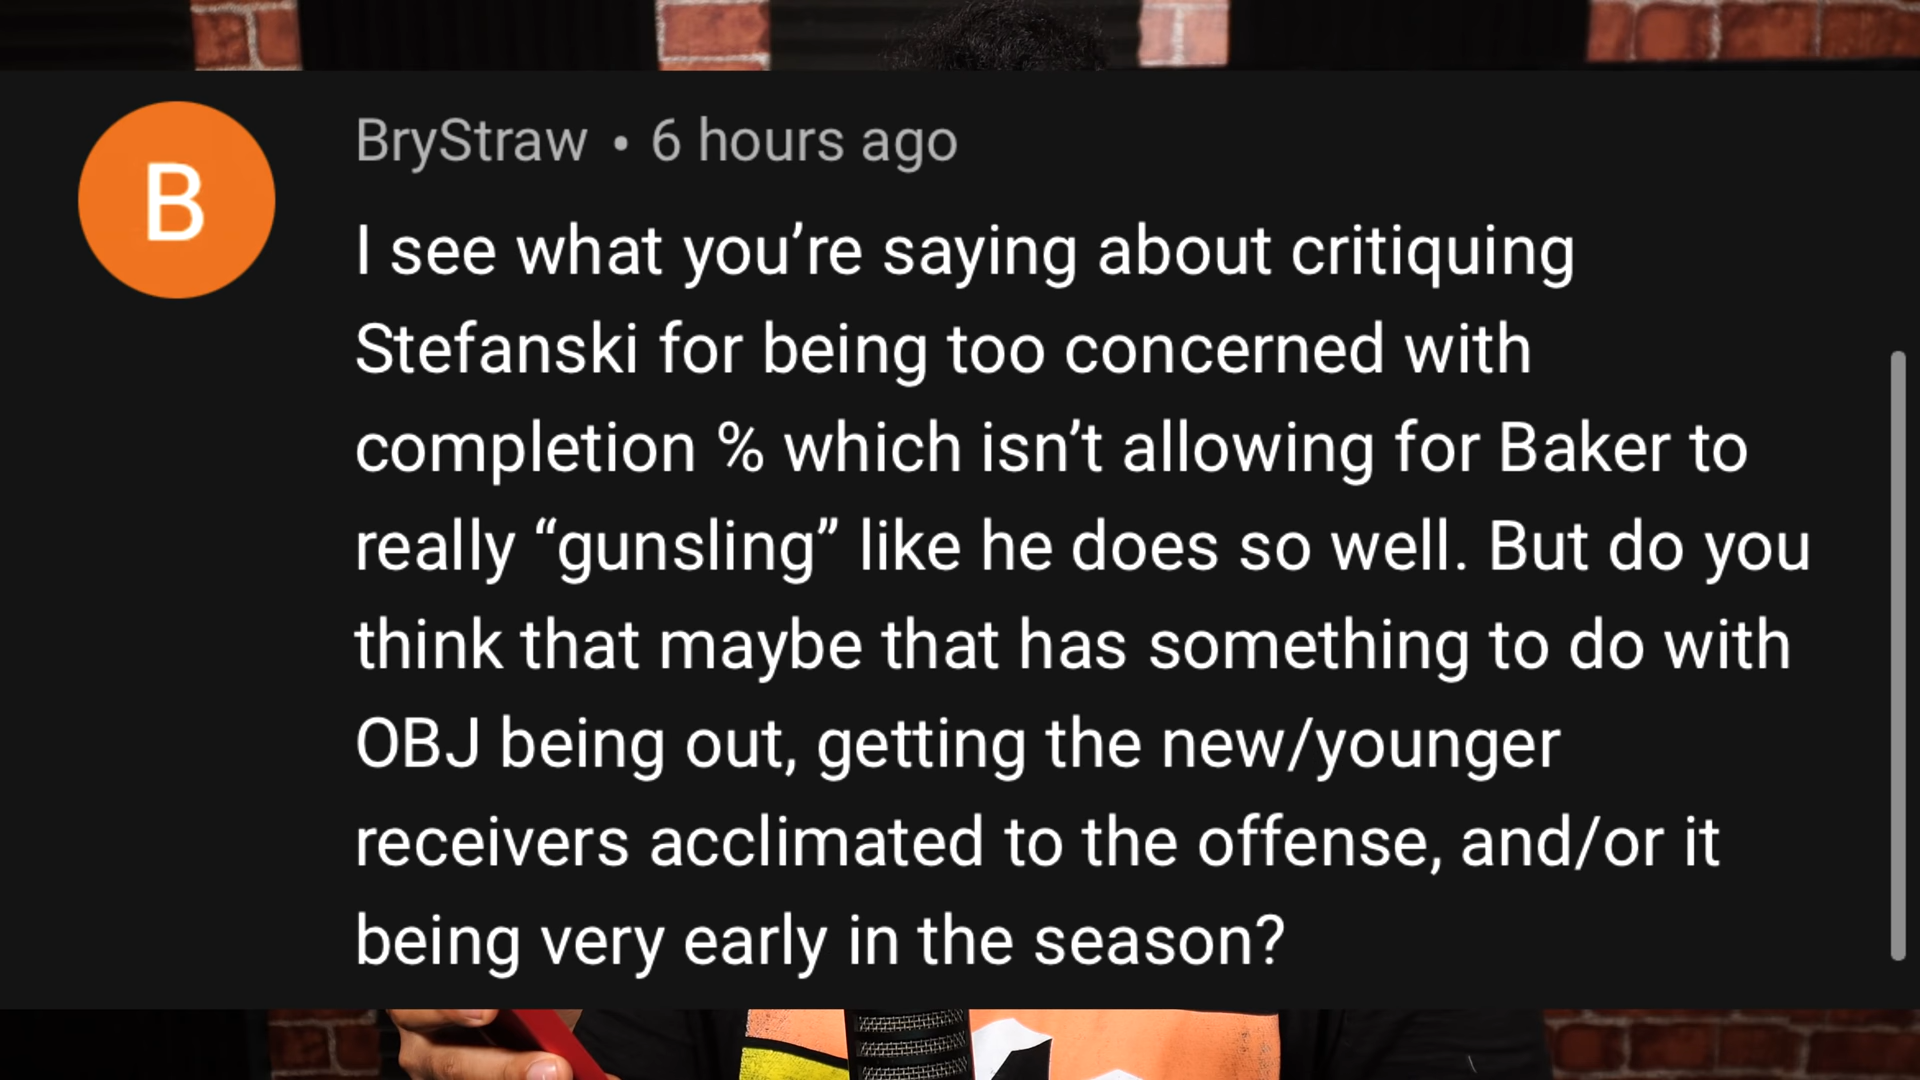 B
BryStraw • 6 hours ago
I see what you’re saying about critiquing
Stefanski for being too concerned with
completion % which isn’t allowing for Baker to
really “gunsling” like he does so well. But do you
think that maybe that has something to do with
OBJ being out, getting the new/younger
receivers acclimated to the offense, and/or it
being very early in the season?